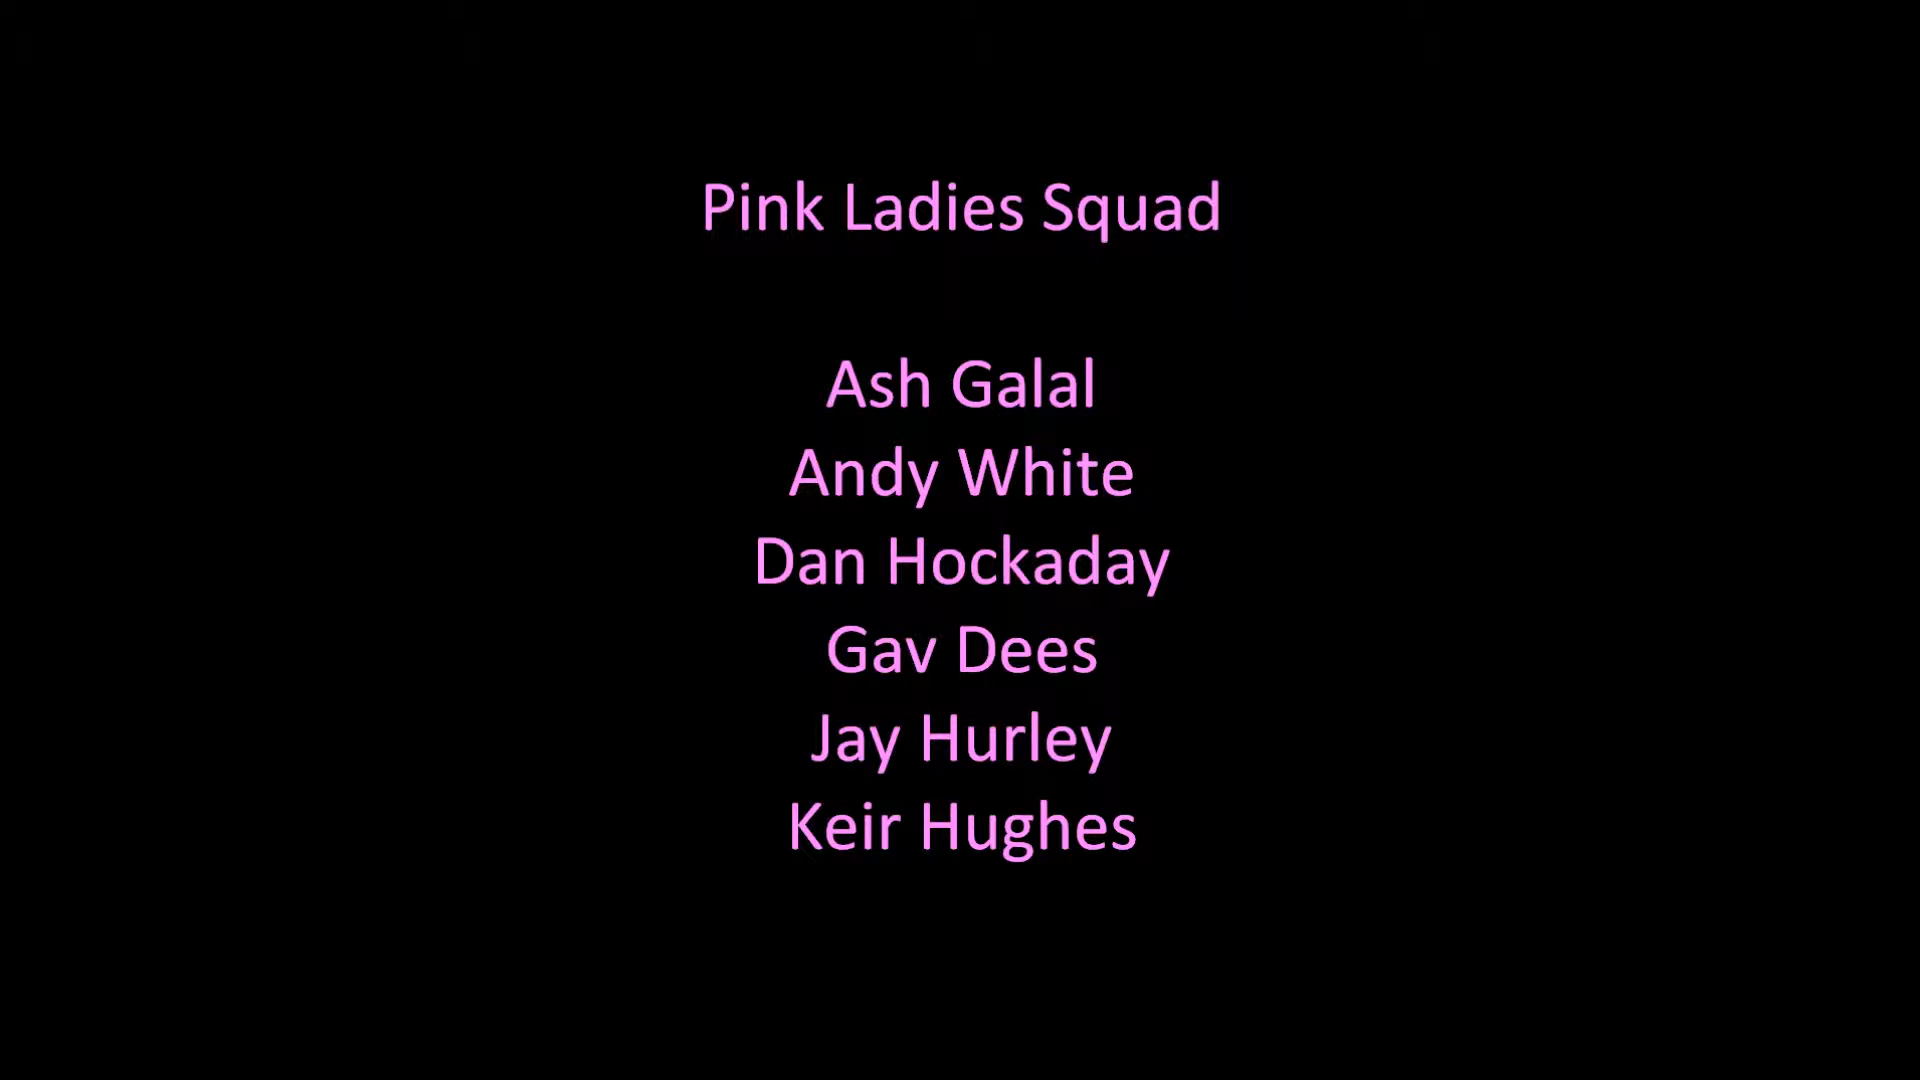 Pink Ladies Squad
Ash Galal
Andy White
Dan Hockaday
Gav Dees
Jay Hurley
Keir Hughes